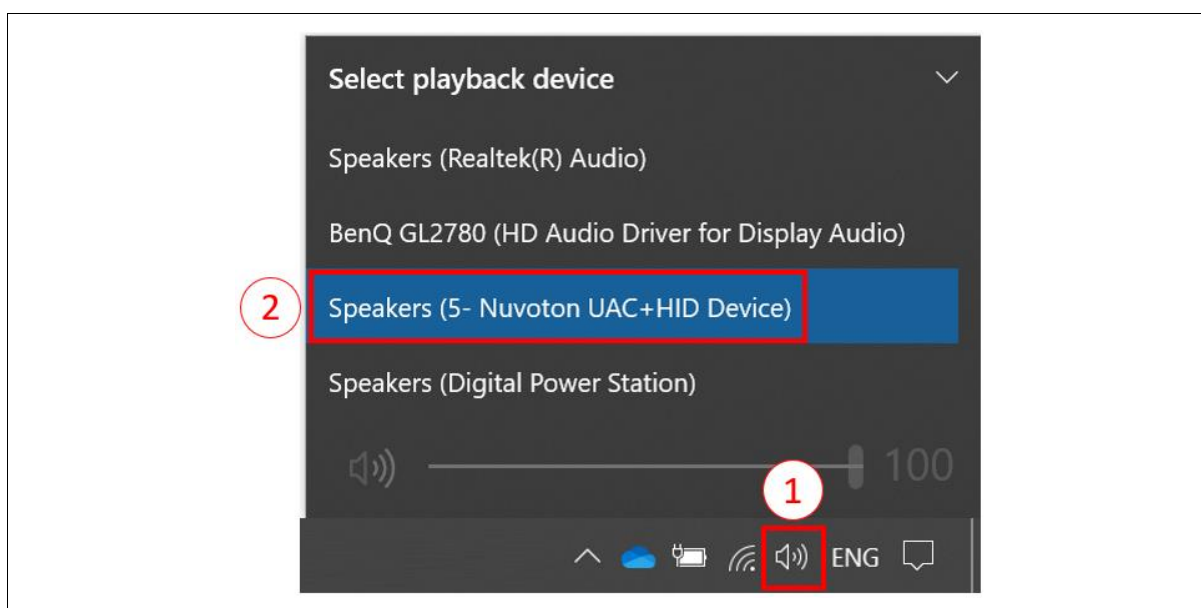 Select playback device
Speakers (Realtek(R) Audio)
BenQ GL2780 (HD Audio Driver for Display Audio)
2
Speakers (5- Nuvoton UAC+HID Device)
Speakers (Digital Power Station)
100
1
ENG